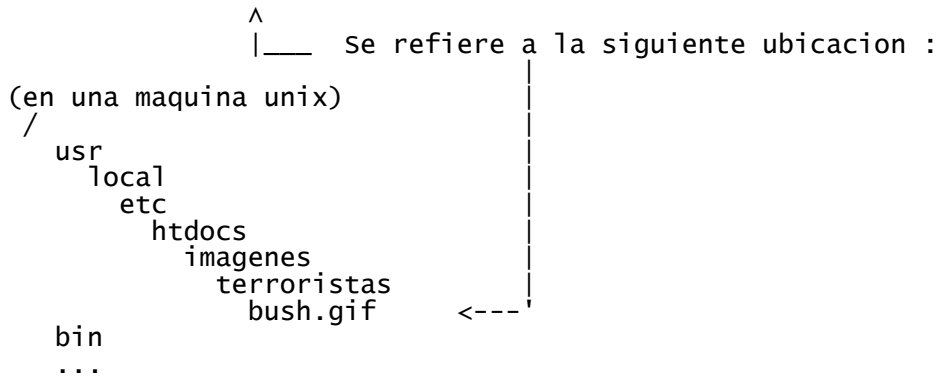 ^
|___ Se refiere a la siguiente ubicacion :
|
(en una maquina unix) |
/ |
usr |
local |
etc |
htdocs |
imagenes |
terroristas |
bush.gif <---'
bin
...